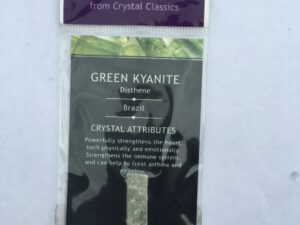 from Crystal Classics
GREEN KYANITE
Disthene
Brazil
CRYSTAL ATTRIBUTES
Powerfully strengthens the heart,
both physically and emotionally.
Strengthens the immune system,
and can help to treat asthma and